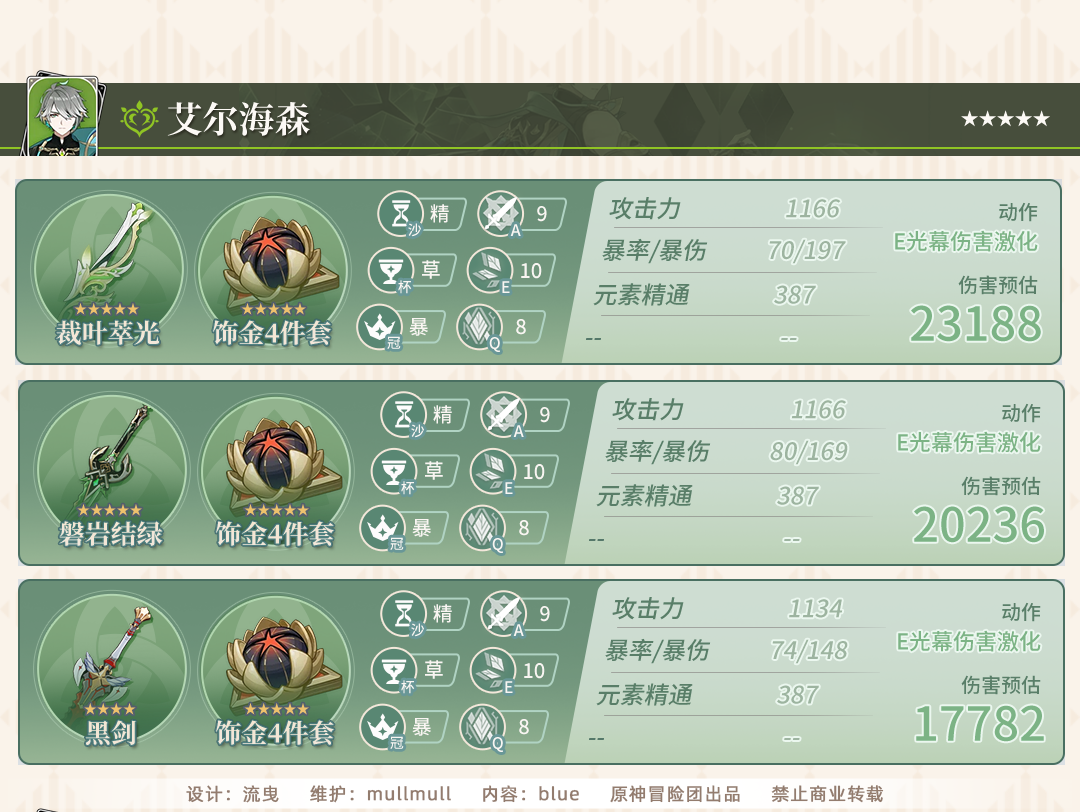 艾尔海森
★★★★★
精 9
沙 A
草 10
杯 E
暴 8
冠 Q
★★★★★ ★★★★★
裁叶萃光 饰金4件套
攻击力 1166
暴率/暴伤 70/197
元素精通 387
-- --
动作
E光幕伤害激化
伤害预估
23188
精 9
沙 A
草 10
杯 E
暴 8
冠 Q
★★★★★ ★★★★★
磐岩结绿 饰金4件套
攻击力 1166
暴率/暴伤 80/169
元素精通 387
-- --
动作
E光幕伤害激化
伤害预估
20236
精 9
沙 A
草 10
杯 E
暴 8
冠 Q
★★★★ ★★★★★
黑剑 饰金4件套
攻击力 1134
暴率/暴伤 74/148
元素精通 387
-- --
动作
E光幕伤害激化
伤害预估
17782
设计：流曳 维护：mullmull 内容：blue 原神冒险团出品 禁止商业转载